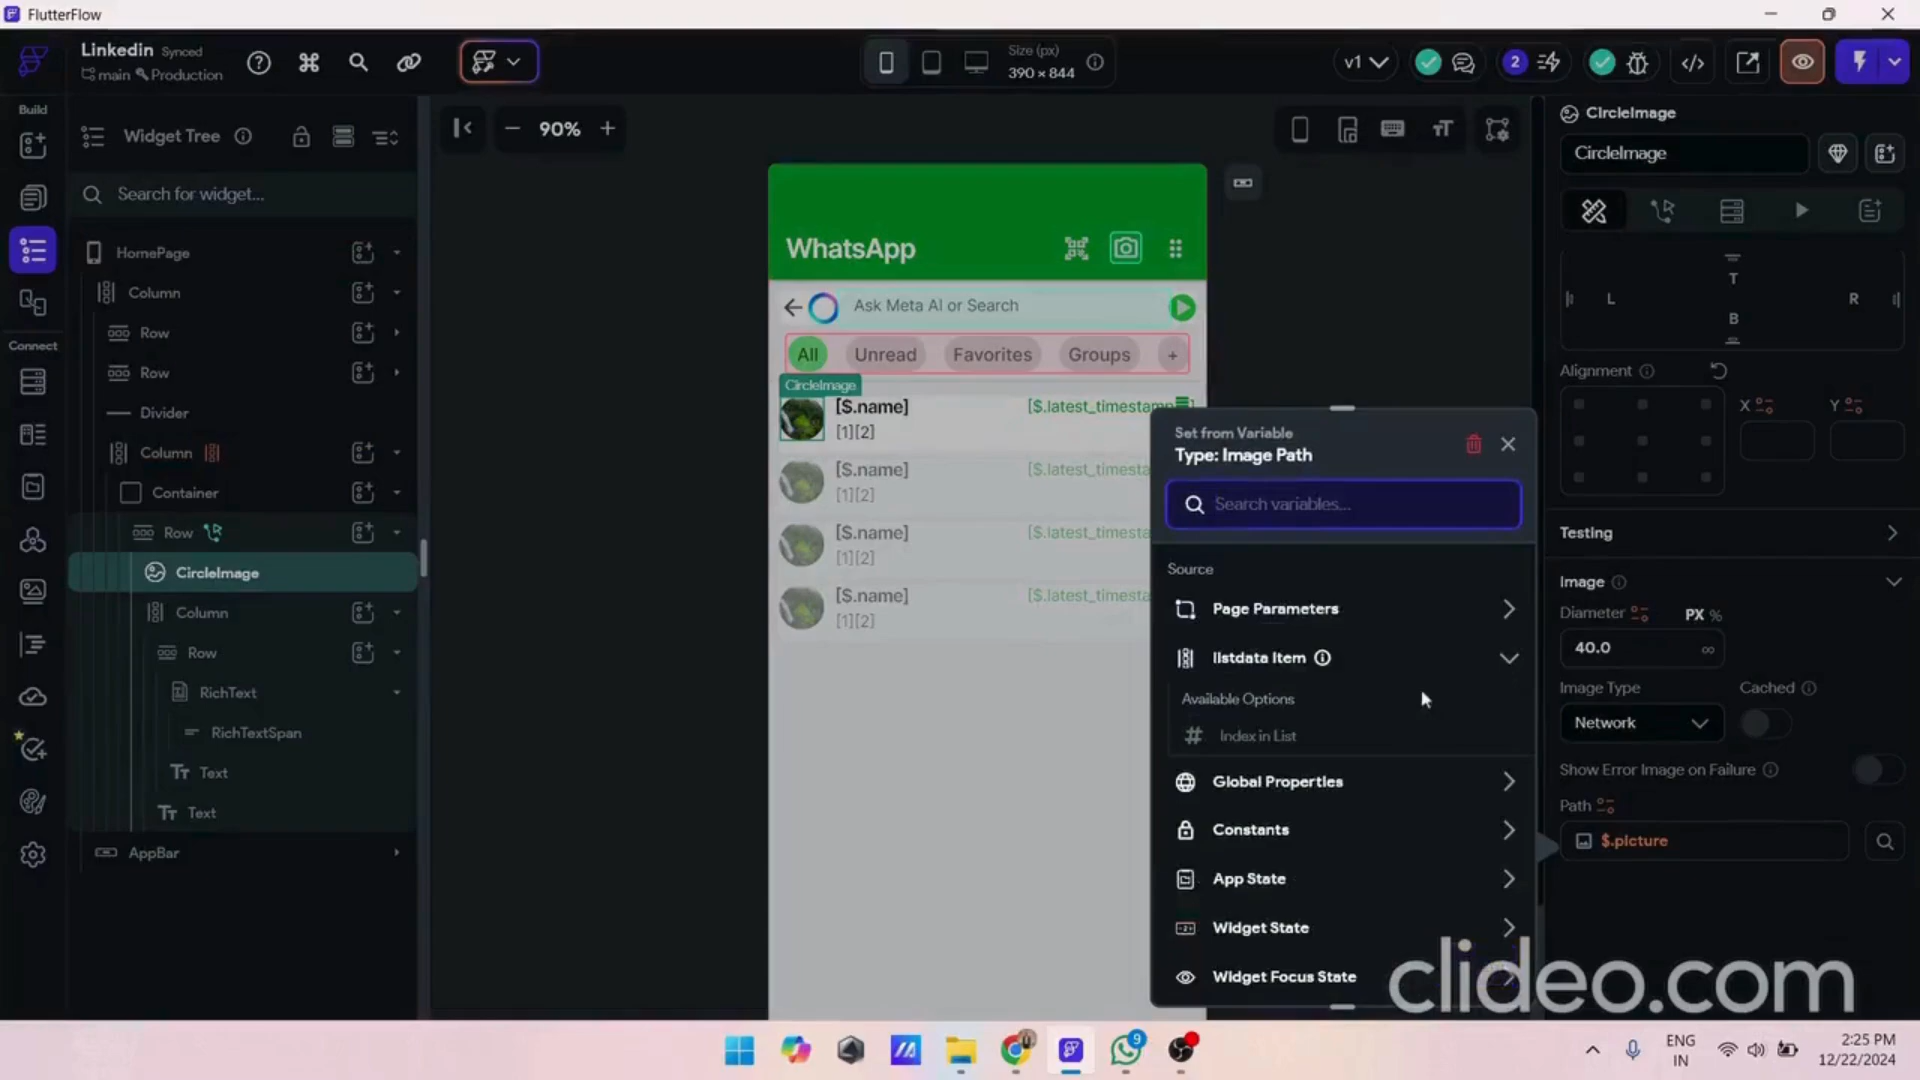 FlutterFlow
Linkedin Synced
main Production
Size (px)
390 × 844
v1
2
Build
Widget Tree
90%
CircleImage
CircleImage
Search for widget...
HomePage
Column
Row
Row
Divider
Column
Container
Row
CircleImage
Column
Row
RichText
RichTextSpan
Text
Text
AppBar
Connect
WhatsApp
Ask Meta AI or Search
All Unread Favorites Groups +
CircleImage
[$.name] [$.latest_timestamp]
[1][2]
[$.name] [$.latest_timesta
[1][2]
[$.name] [$.latest_timesta
[1][2]
[$.name] [$.latest_timesta
[1][2]
Set from Variable
Type: Image Path
Search variables...
Source
Page Parameters
listdata Item
Available Options
Index in List
Global Properties
Constants
App State
Widget State
Widget Focus State
T
L R
B
Alignment
X Y
Testing
Image
Diameter PX %
40.0
Image Type Cached
Network
Show Error Image on Failure
Path
$.picture
clideo.com
9
ENG
IN
2:25 PM
12/22/2024